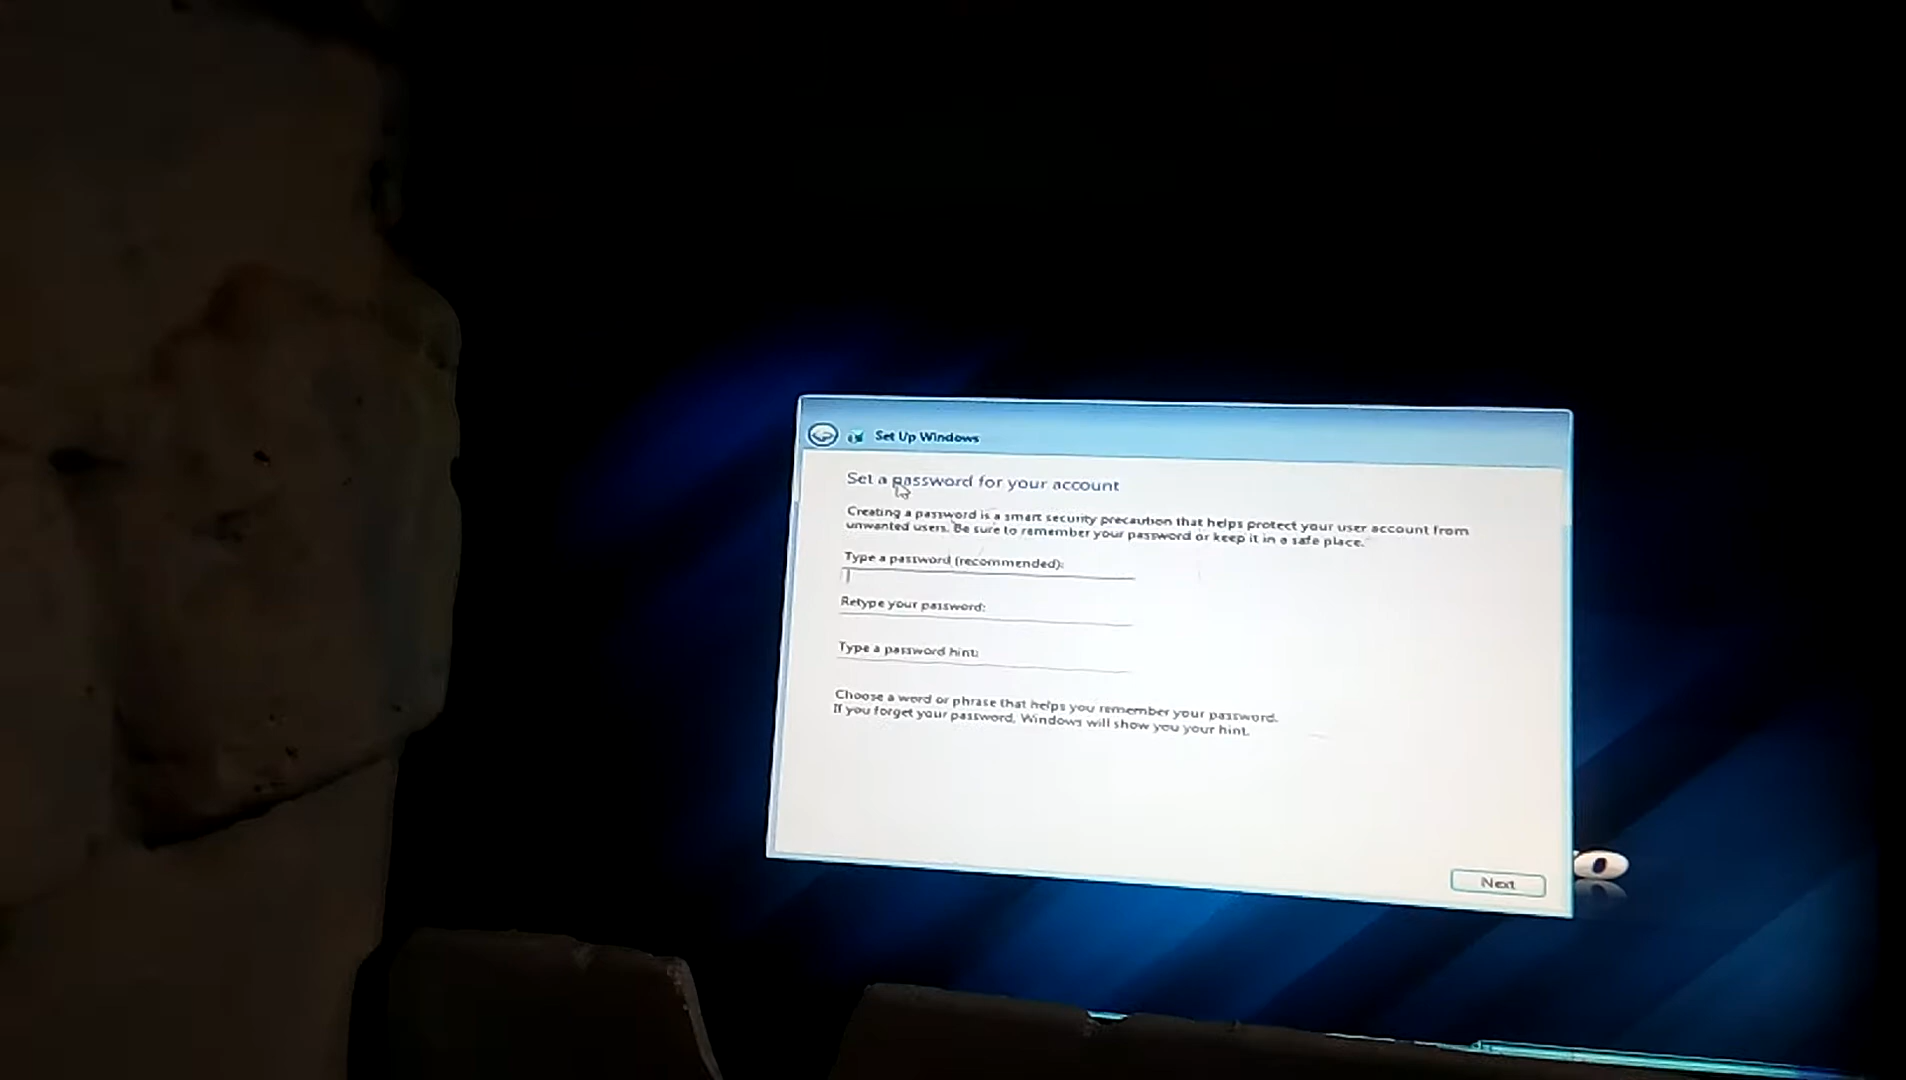 Set Up Windows
Set a password for your account
Creating a password is a smart security precaution that helps protect your user account from
unwanted users. Be sure to remember your password or keep it in a safe place.
Type a password (recommended):
Retype your password:
Type a password hint:
Choose a word or phrase that helps you remember your password.
If you forget your password, Windows will show you your hint.
Next